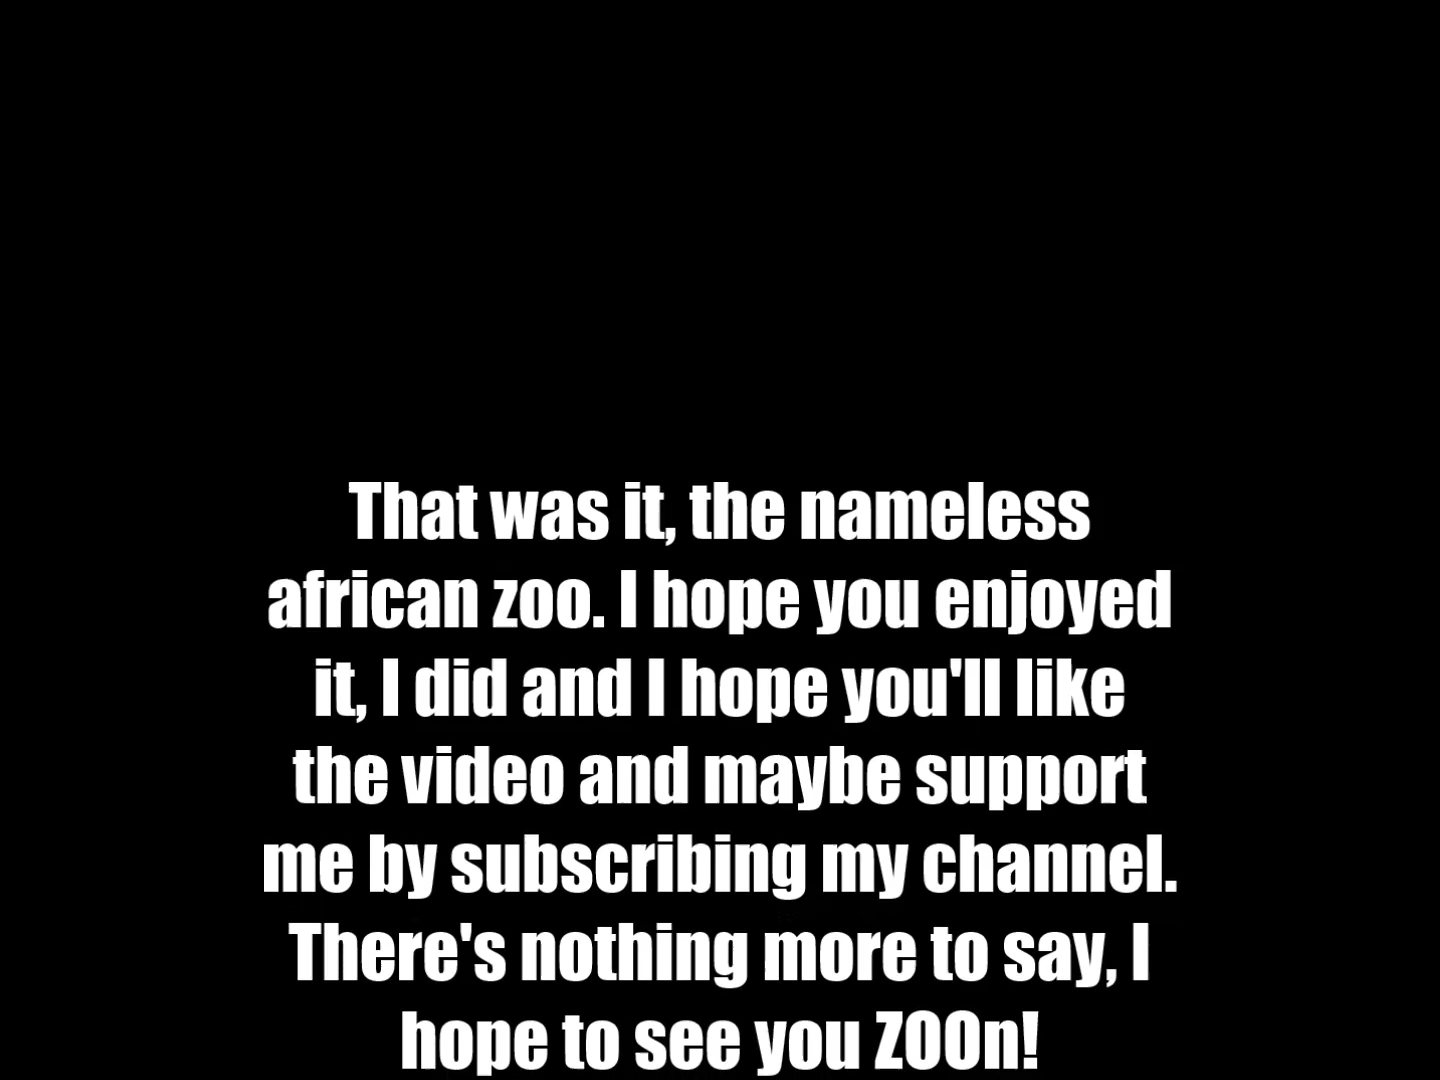 That was it, the nameless
african zoo. I hope you enjoyed
it, I did and I hope you'll like
the video and maybe support
me by subscribing my channel.
There's nothing more to say, I
hope to see you ZOOn!